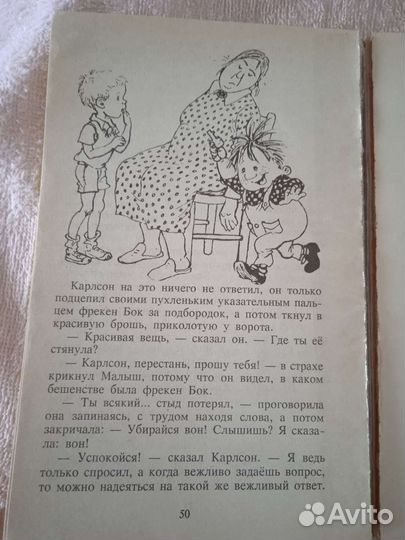 Карлсон на это ничего не ответил, он только
подцепил своими пухленьким указательным паль-
цем фрекен Бок за подбородок, а потом ткнул в
красивую брошь, приколотую у ворота.
— Красивая вещь, — сказал он. — Где ты её
стянула?
— Карлсон, перестань, прошу тебя! — в страхе
крикнул Малыш, потому что он видел, в каком
бешенстве была фрекен Бок.
— Ты всякий... стыд потерял, — проговорила
она запинаясь, с трудом находя слова, а потом
закричала: — Убирайся вон! Слышишь? Я сказа-
ла: вон!
— Успокойся! — сказал Карлсон. — Я ведь
только спросил, а когда вежливо задаёшь вопрос,
то можно надеяться на такой же вежливый ответ.
50
Avito